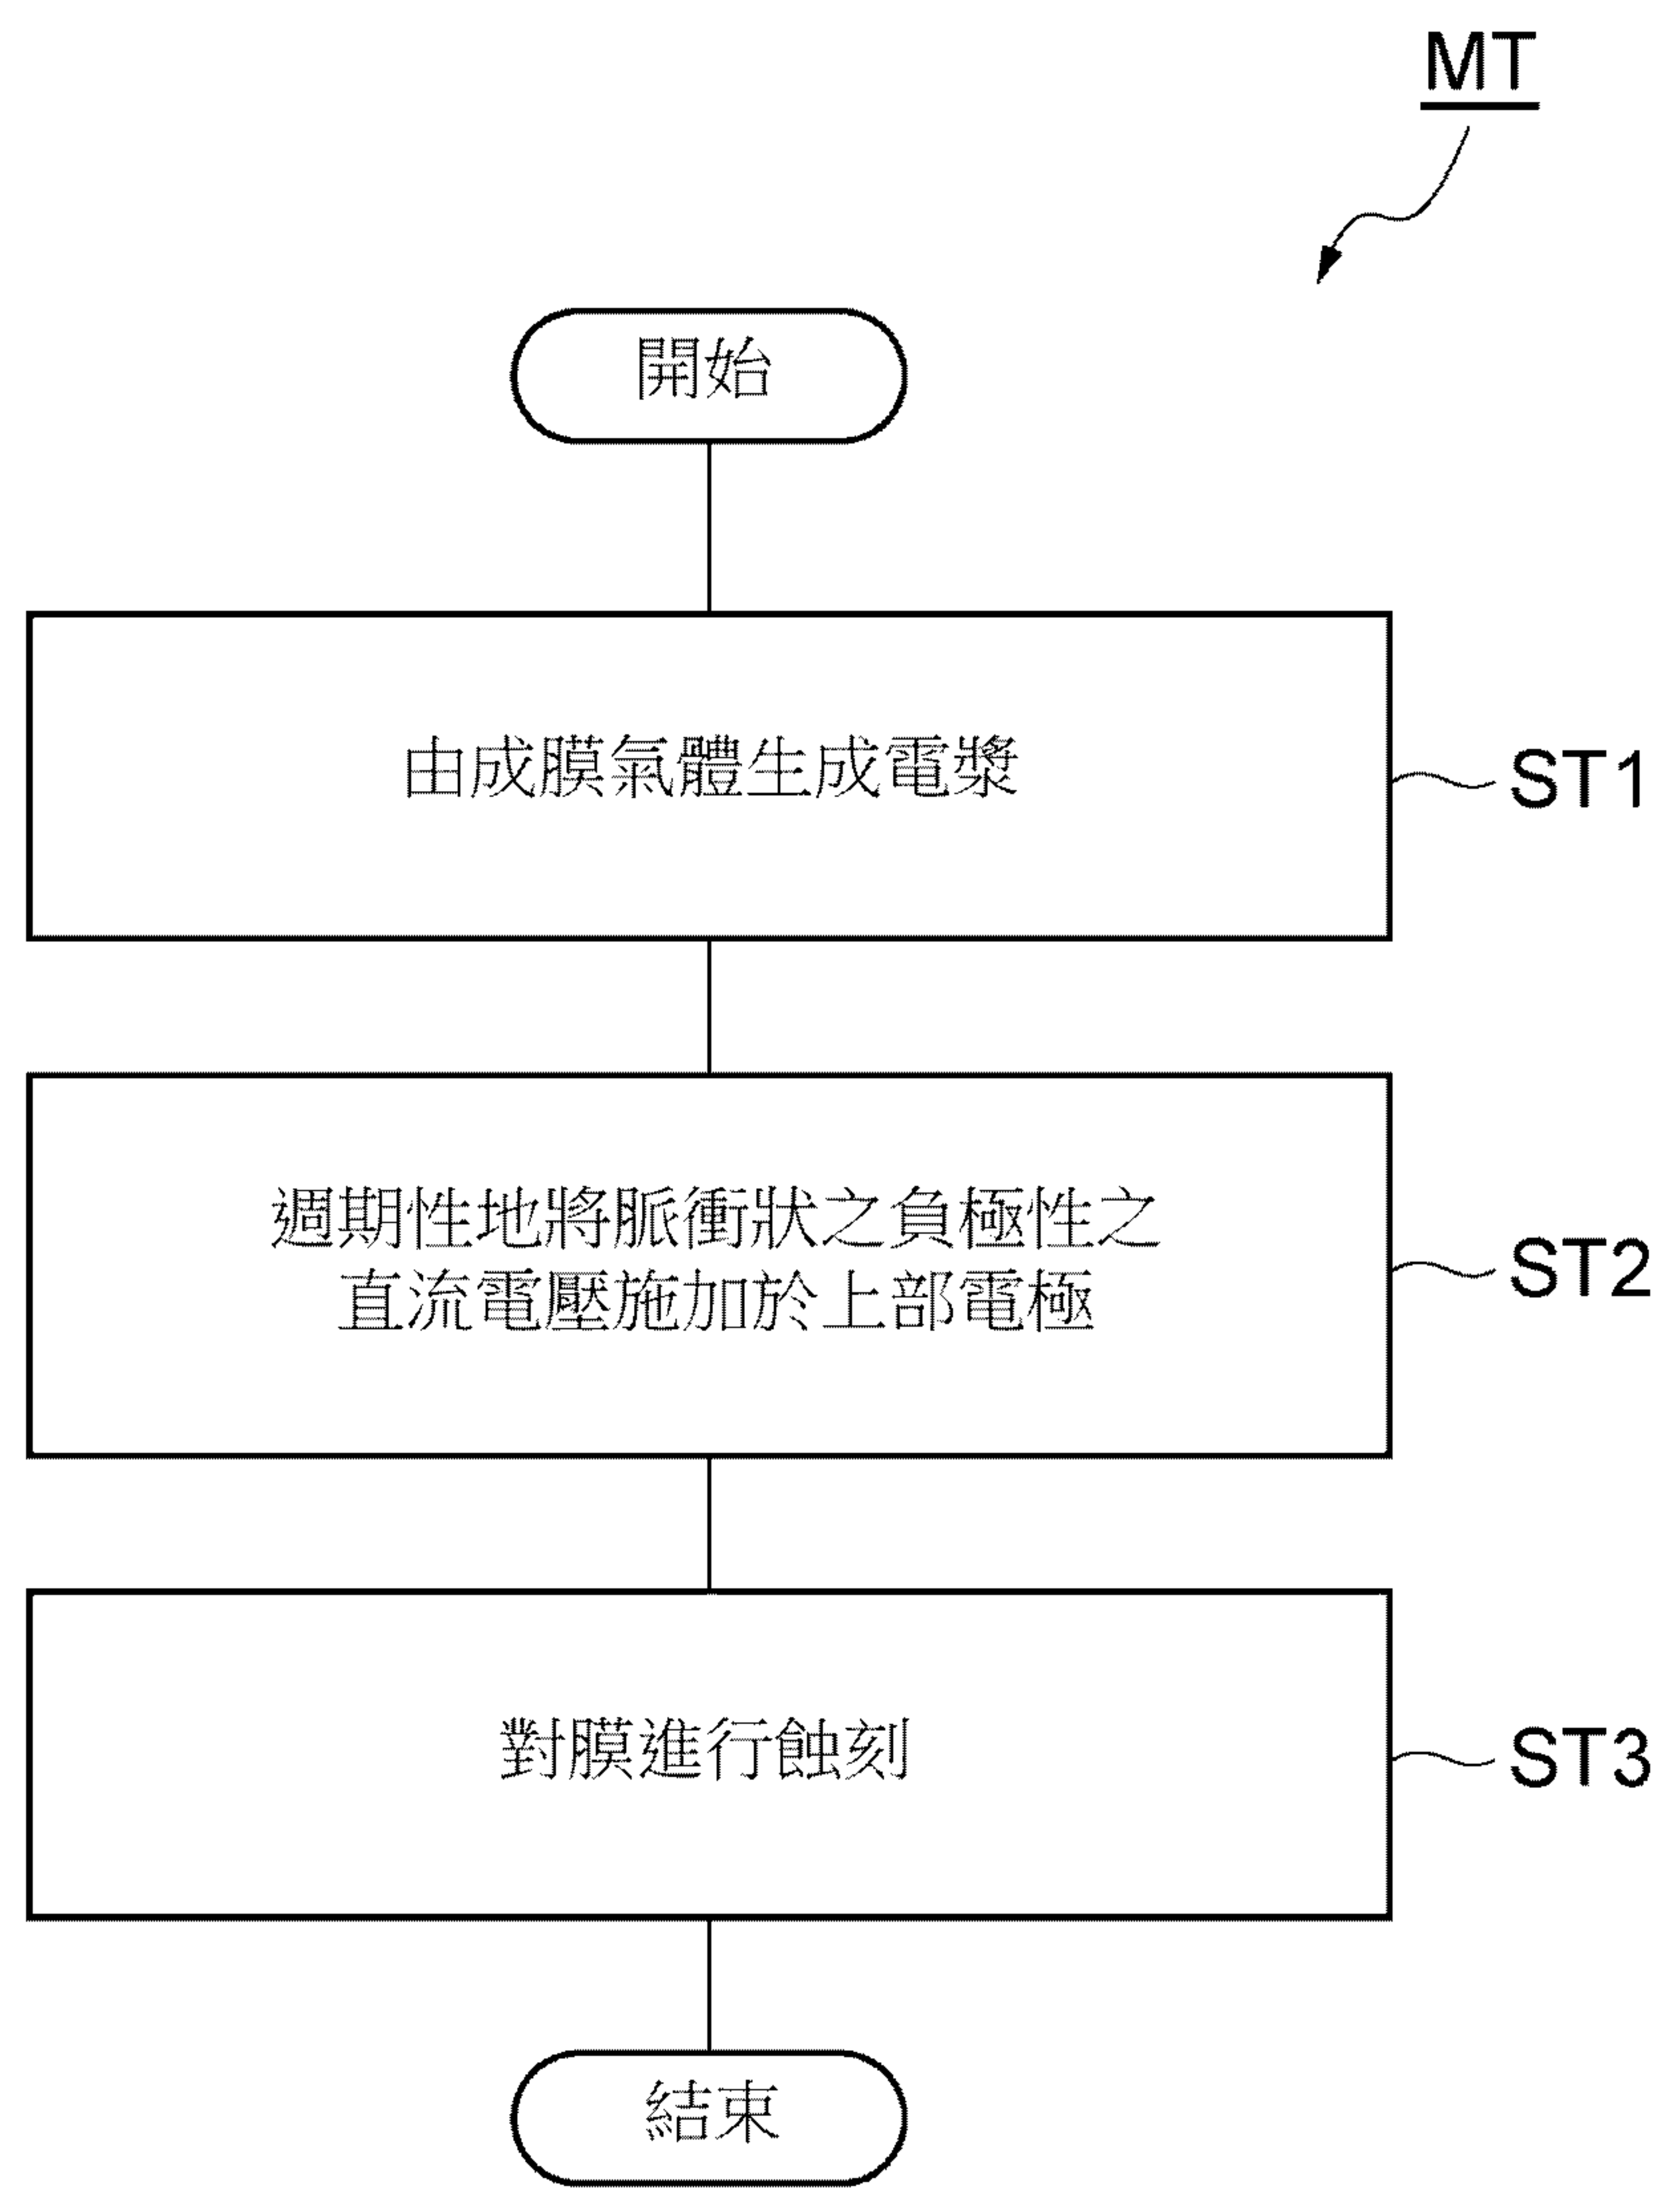 MT
開始
由成膜氣體生成電漿
ST1
週期性地將脈衝狀之負極性之
直流電壓施加於上部電極
ST2
對膜進行蝕刻
ST3
結束